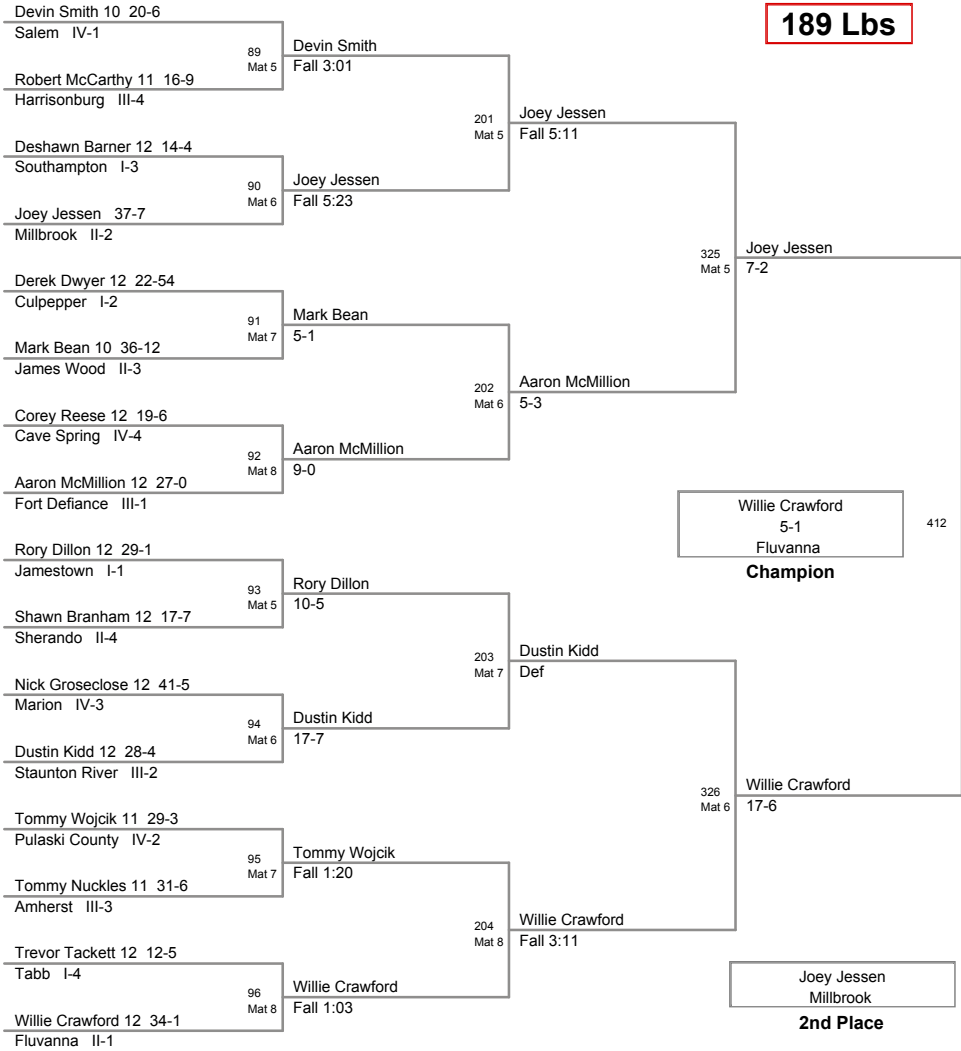 189 Lbs
Devin Smith 10 20-6
Salem IV-1
89
Mat 5
Devin Smith
Fall 3:01
Robert McCarthy 11 16-9
Harrisonburg III-4
201
Mat 5
Joey Jessen
Fall 5:11
Deshawn Barner 12 14-4
Southampton I-3
90
Mat 6
Joey Jessen
Fall 5:23
Joey Jessen 37-7
Millbrook II-2
325
Mat 5
Joey Jessen
7-2
Derek Dwyer 12 22-54
Culpepper I-2
91
Mat 7
Mark Bean
5-1
Mark Bean 10 36-12
James Wood II-3
202
Mat 6
Aaron McMillion
5-3
Corey Reese 12 19-6
Cave Spring IV-4
92
Mat 8
Aaron McMillion
9-0
Aaron McMillion 12 27-0
Fort Defiance III-1
Willie Crawford
5-1
Fluvanna
Champion
412
Rory Dillon 12 29-1
Jamestown I-1
93
Mat 5
Rory Dillon
10-5
Shawn Branham 12 17-7
Sherando II-4
203
Mat 7
Dustin Kidd
Def
Nick Groseclose 12 41-5
Marion IV-3
94
Mat 6
Dustin Kidd
17-7
Dustin Kidd 12 28-4
Staunton River III-2
326
Mat 6
Willie Crawford
17-6
Tommy Wojcik 11 29-3
Pulaski County IV-2
95
Mat 7
Tommy Wojcik
Fall 1:20
Tommy Nuckles 11 31-6
Amherst III-3
204
Mat 8
Willie Crawford
Fall 3:11
Trevor Tackett 12 12-5
Tabb I-4
96
Mat 8
Willie Crawford
Fall 1:03
Willie Crawford 12 34-1
Fluvanna II-1
Joey Jessen
Millbrook
2nd Place